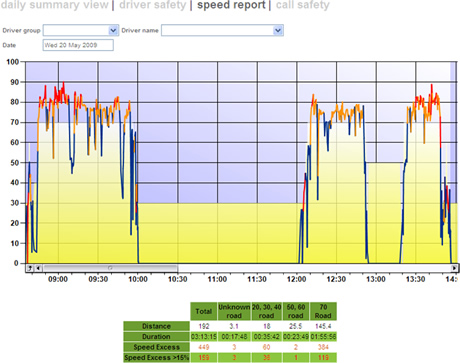 daily summary view | driver safety | speed report | call safety
Driver group Driver name
Date Wed 20 May 2009
100
90
80
70
60
50
40
30
20
10
0
09:00 09:30 10:00 10:30 11:00 11:30 12:00 12:30 13:00 13:30 14:
Total Unknown road 20, 30, 40 road 50, 60 road 70 Road
Distance 192 3.1 18 25.5 145.4
Duration 03:13:15 00:17:48 00:35:42 00:23:49 01:55:56
Speed Excess 449 3 60 2 384
Speed Excess >15% 159 3 36 1 119